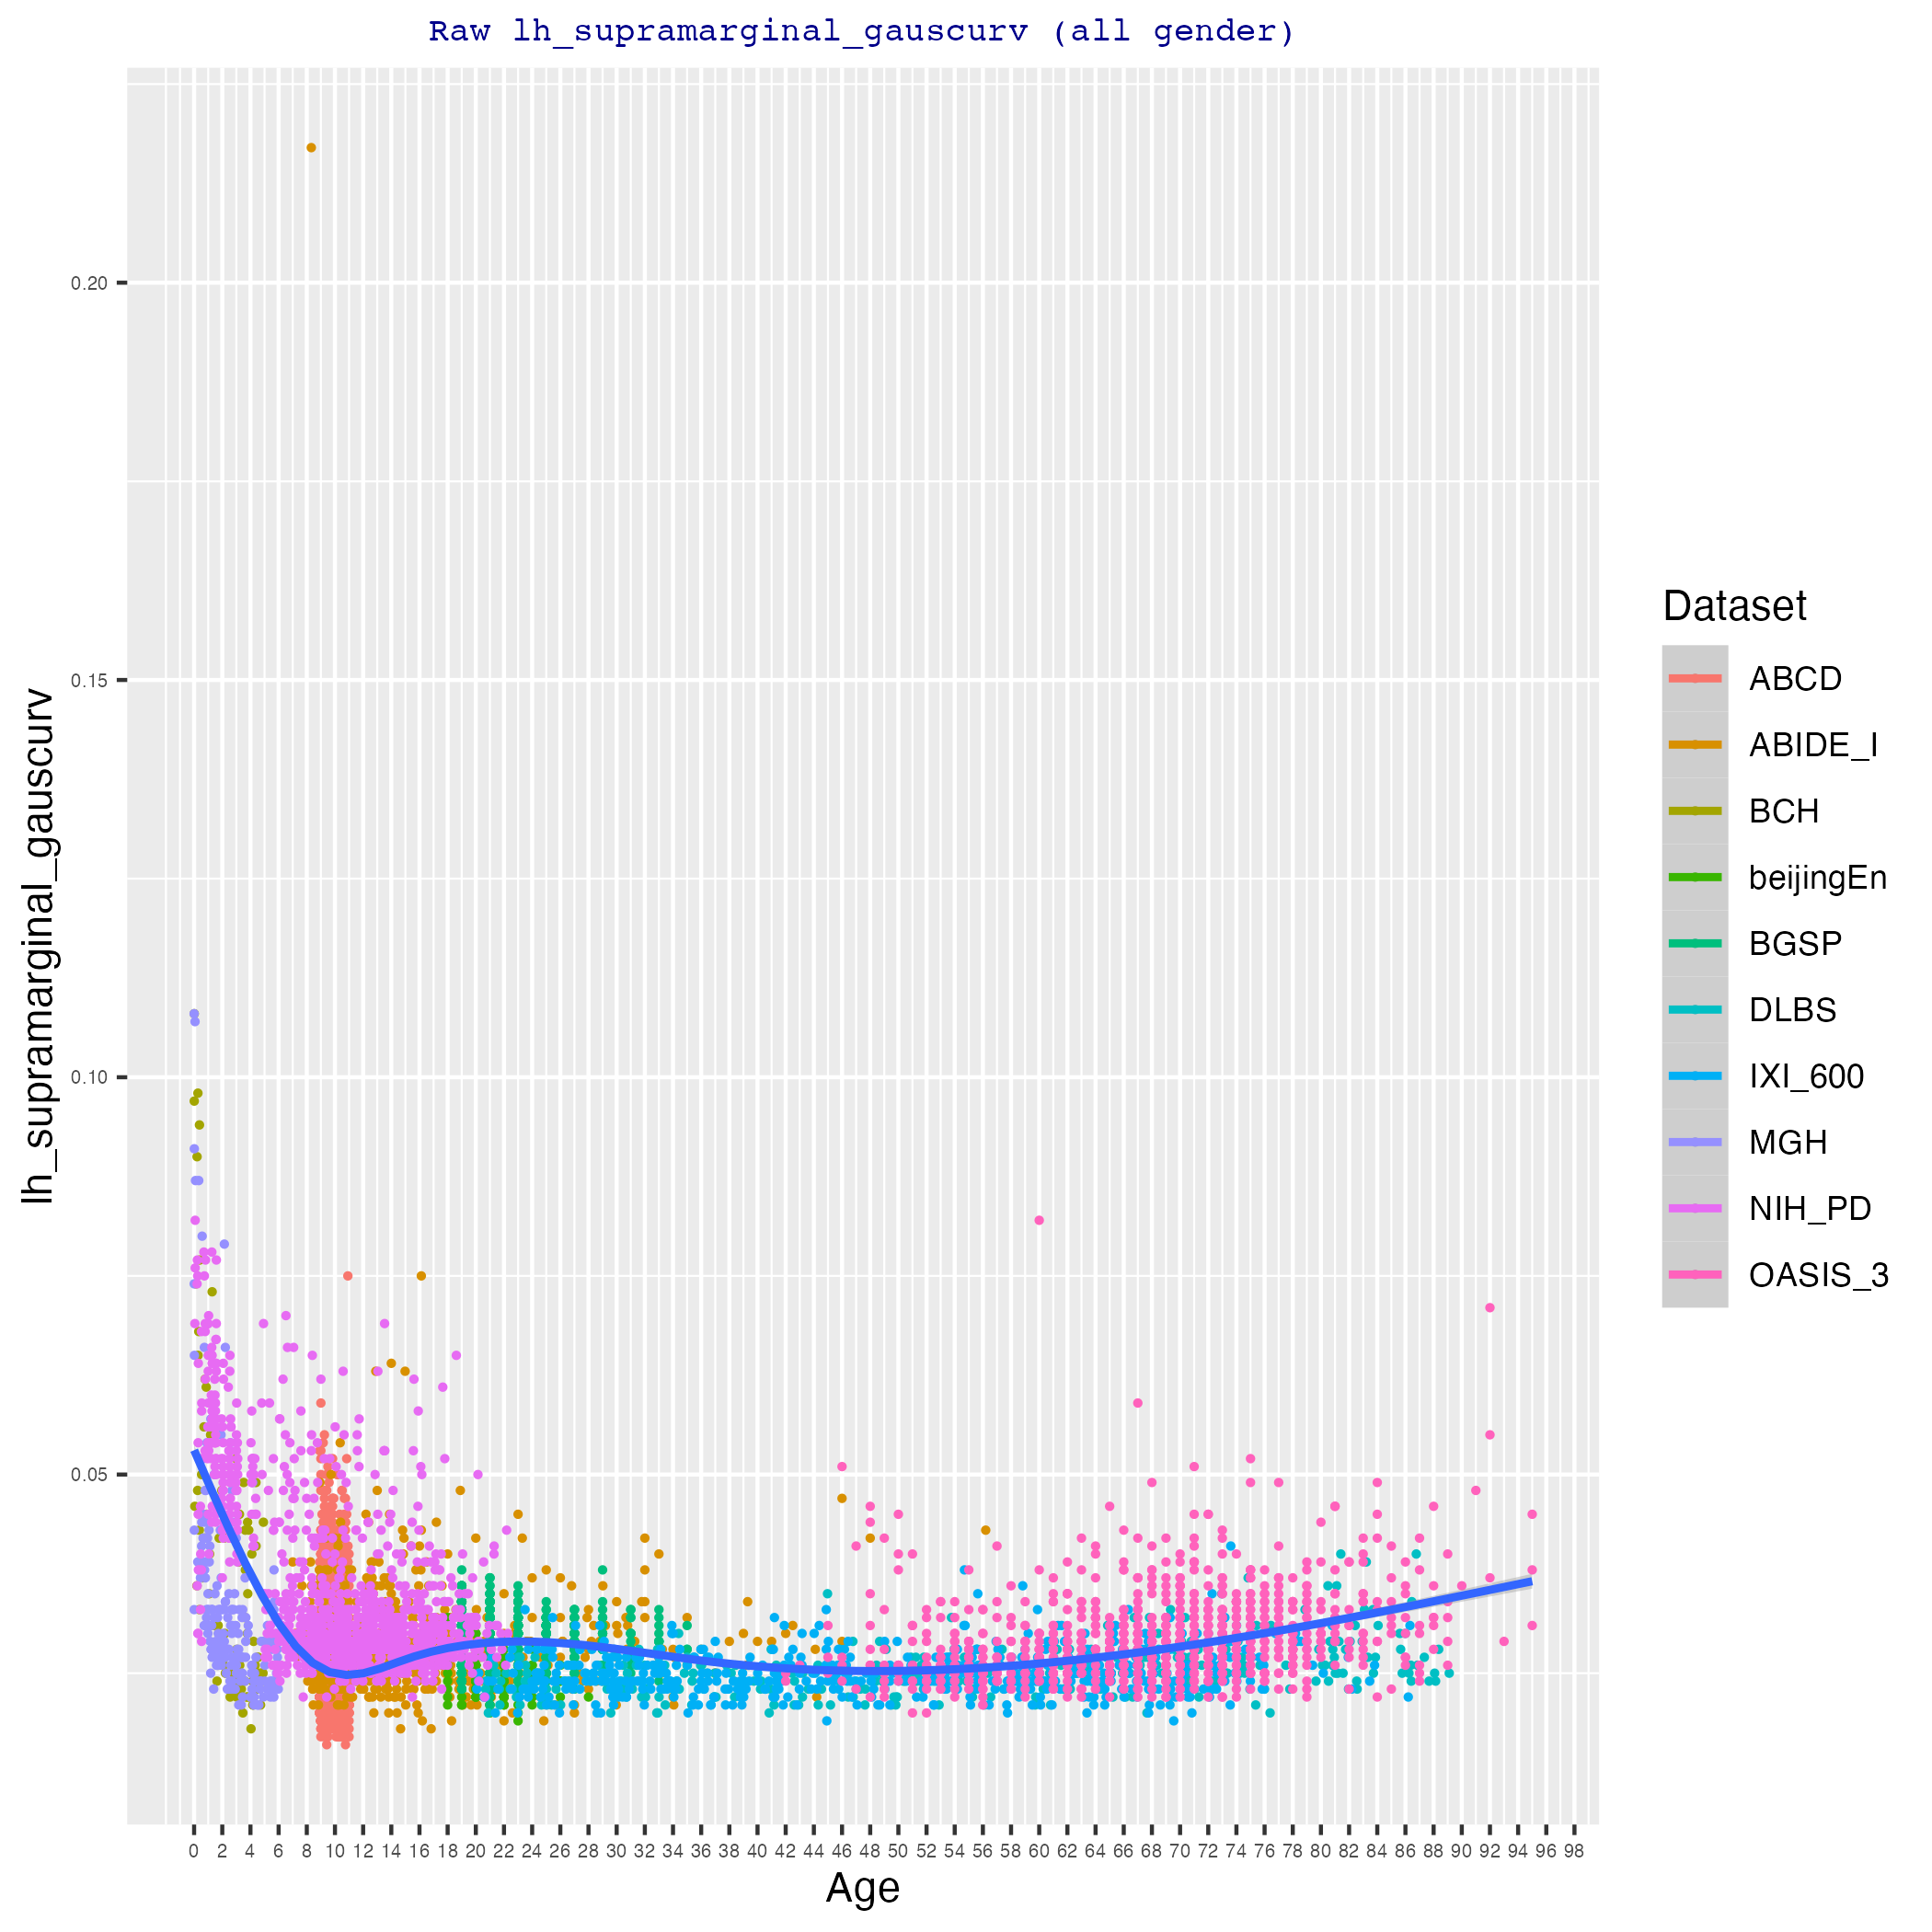 Raw lh_supramarginal_gauscurv (all gender)
lh_supramarginal_gauscurv
0.20
0.15
0.10
0.05
0 2 4 6 8 10 12 14 16 18 20 22 24 26 28 30 32 34 36 38 40 42 44 46 48 50 52 54 56 58 60 62 64 66 68 70 72 74 76 78 80 82 84 86 88 90 92 94 96 98
Age
Dataset
ABCD
ABIDE_I
BCH
beijingEn
BGSP
DLBS
IXI_600
MGH
NIH_PD
OASIS_3